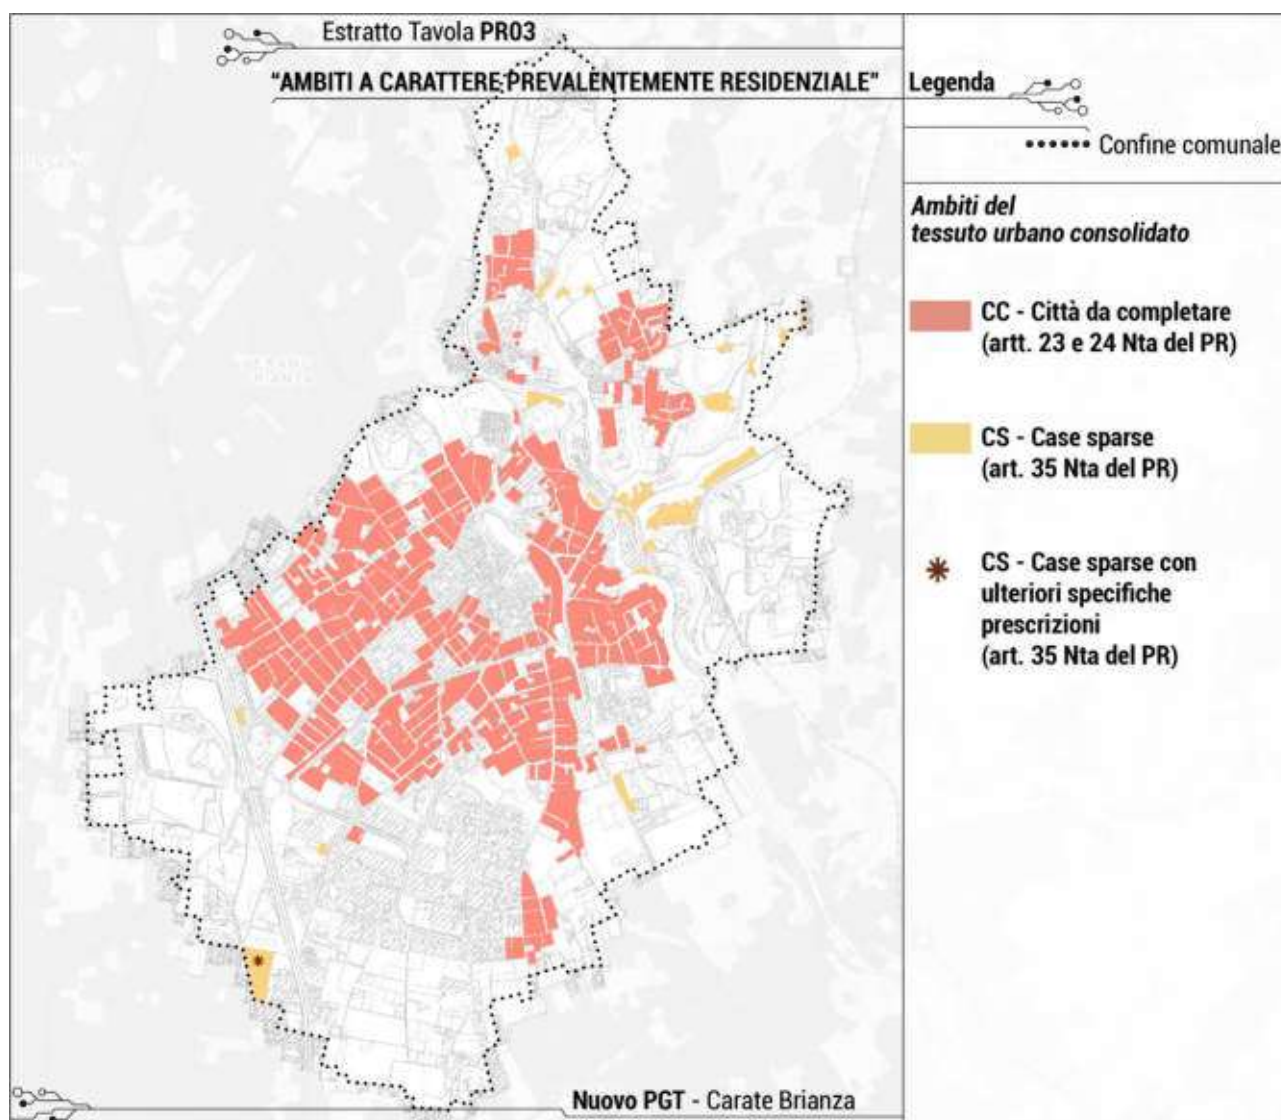 Estratto Tavola PR03
"AMBITI A CARATTERE PREVALENTEMENTE RESIDENZIALE"
Legenda
Confine comunale
Ambiti del
tessuto urbano consolidato
CC - Città da completare
(artt. 23 e 24 Nta del PR)
CS - Case sparse
(art. 35 Nta del PR)
CS - Case sparse con
ulteriori specifiche
prescrizioni
(art. 35 Nta del PR)
Nuovo PGT - Carate Brianza